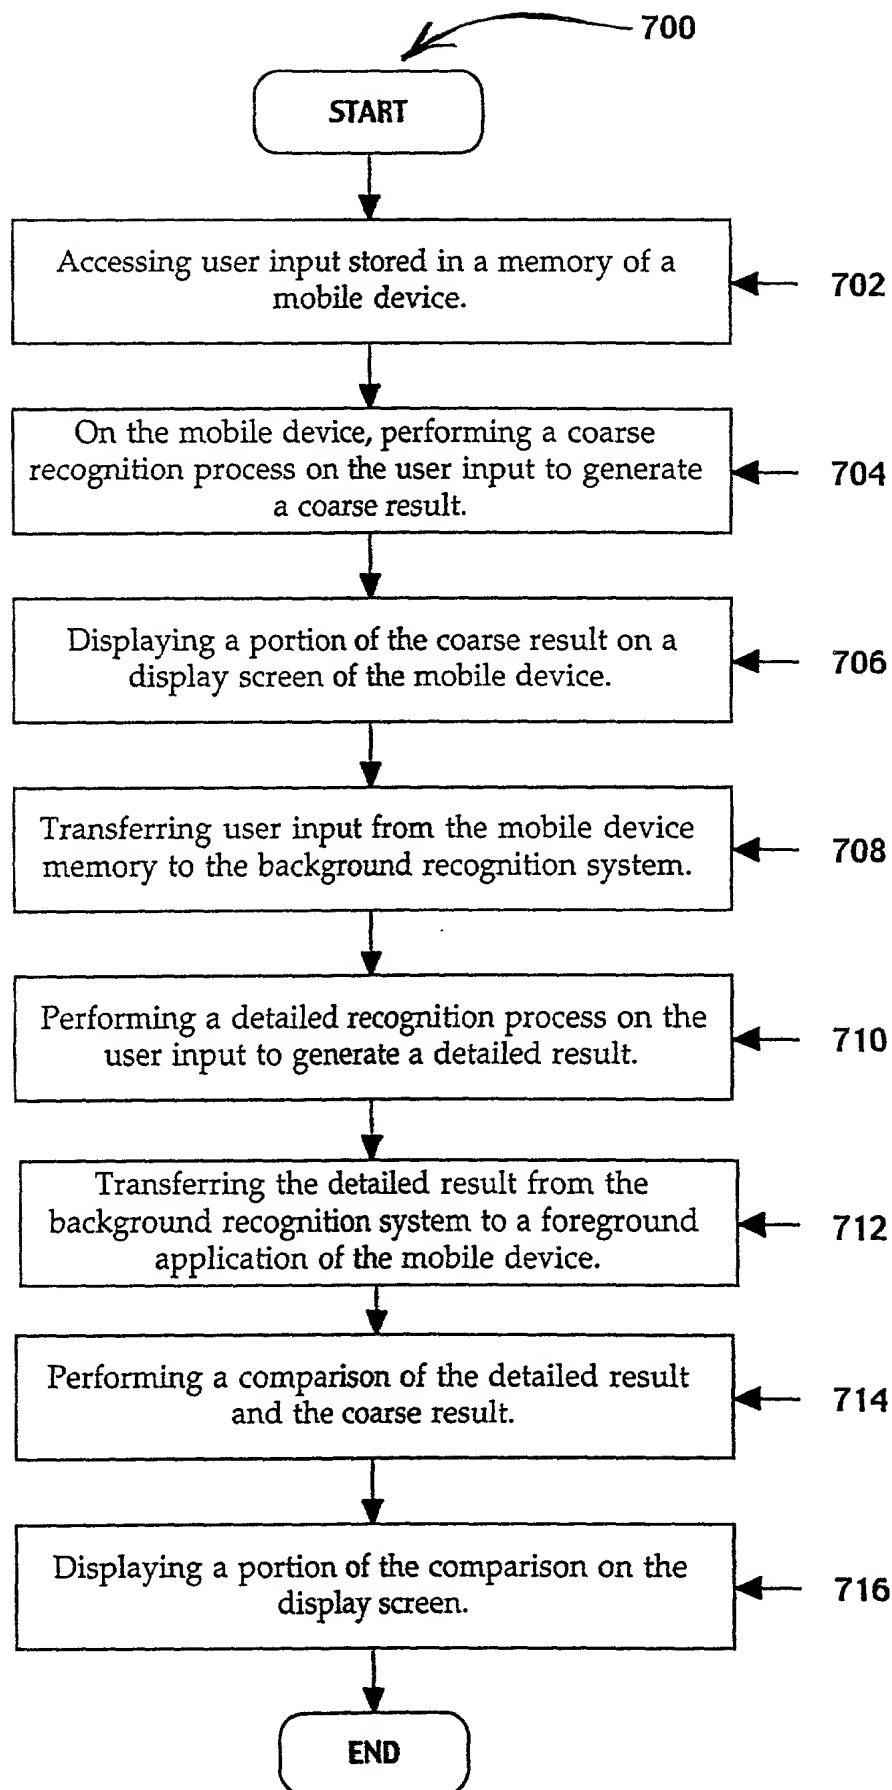 700
START
Accessing user input stored in a memory of a
mobile device.
702
On the mobile device, performing a coarse
recognition process on the user input to generate
a coarse result.
704
Displaying a portion of the coarse result on a
display screen of the mobile device.
706
Transferring user input from the mobile device
memory to the background recognition system.
708
Performing a detailed recognition process on the
user input to generate a detailed result.
710
Transferring the detailed result from the
background recognition system to a foreground
application of the mobile device.
712
Performing a comparison of the detailed result
and the coarse result.
714
Displaying a portion of the comparison on the
display screen.
716
END